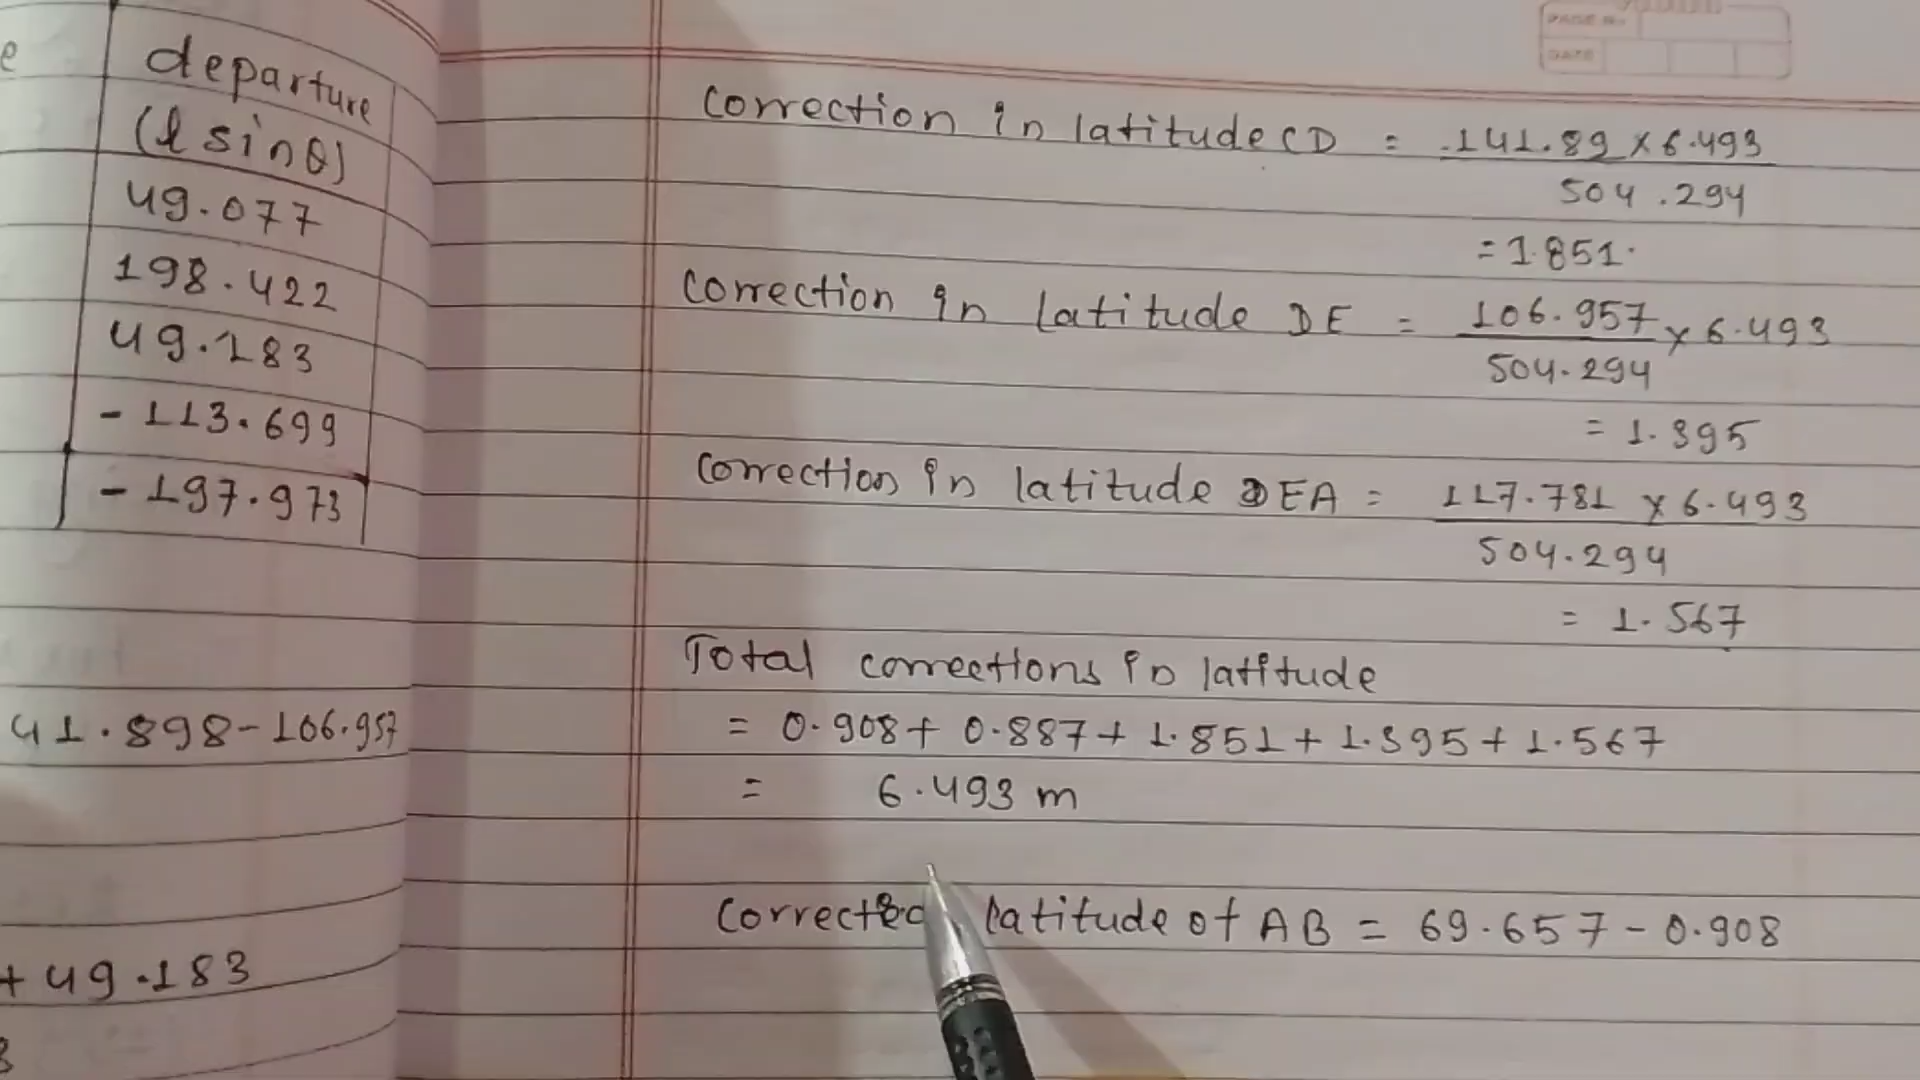 e
departure
(l sinθ)
49.077
198.422
49.183
- 113.699
- 197.973
41.898-106.957
+ 49.183
3
PAGE No.
DATE
Correction in latitude CD = 141.89 × 6.493
504.294
= 1.851
Correction in latitude DE = 106.957 × 6.493
504.294
= 1.395
Correction in latitude EA = 117.781 × 6.493
504.294
= 1.567
Total corrections in latitude
= 0.908 + 0.887 + 1.851 + 1.395 + 1.567
= 6.493 m
Corrected latitude of AB = 69.657 - 0.908